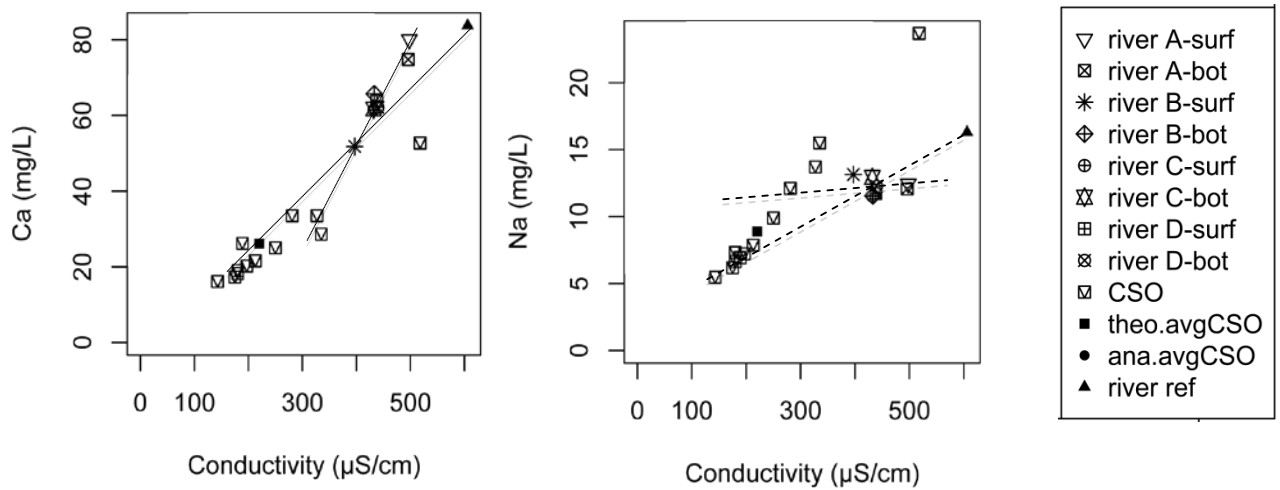 Ca (mg/L)
80
60
40
20
0
0 100 300 500
Conductivity (µS/cm)
Na (mg/L)
20
15
10
5
0
0 100 300 500
Conductivity (µS/cm)
river A-surf
river A-bot
river B-surf
river B-bot
river C-surf
river C-bot
river D-surf
river D-bot
CSO
theo.avgCSO
ana.avgCSO
river ref